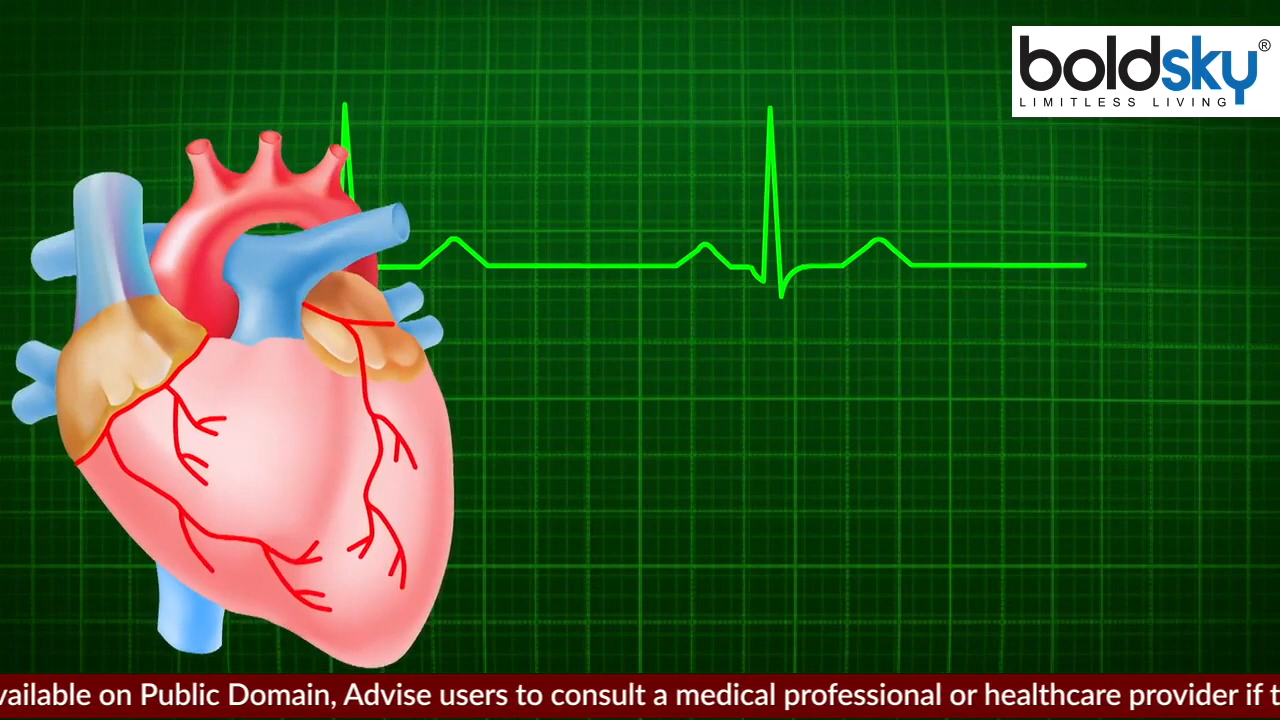 boldsky®
LIMITLESS LIVING
vailable on Public Domain, Advise users to consult a medical professional or healthcare provider if t